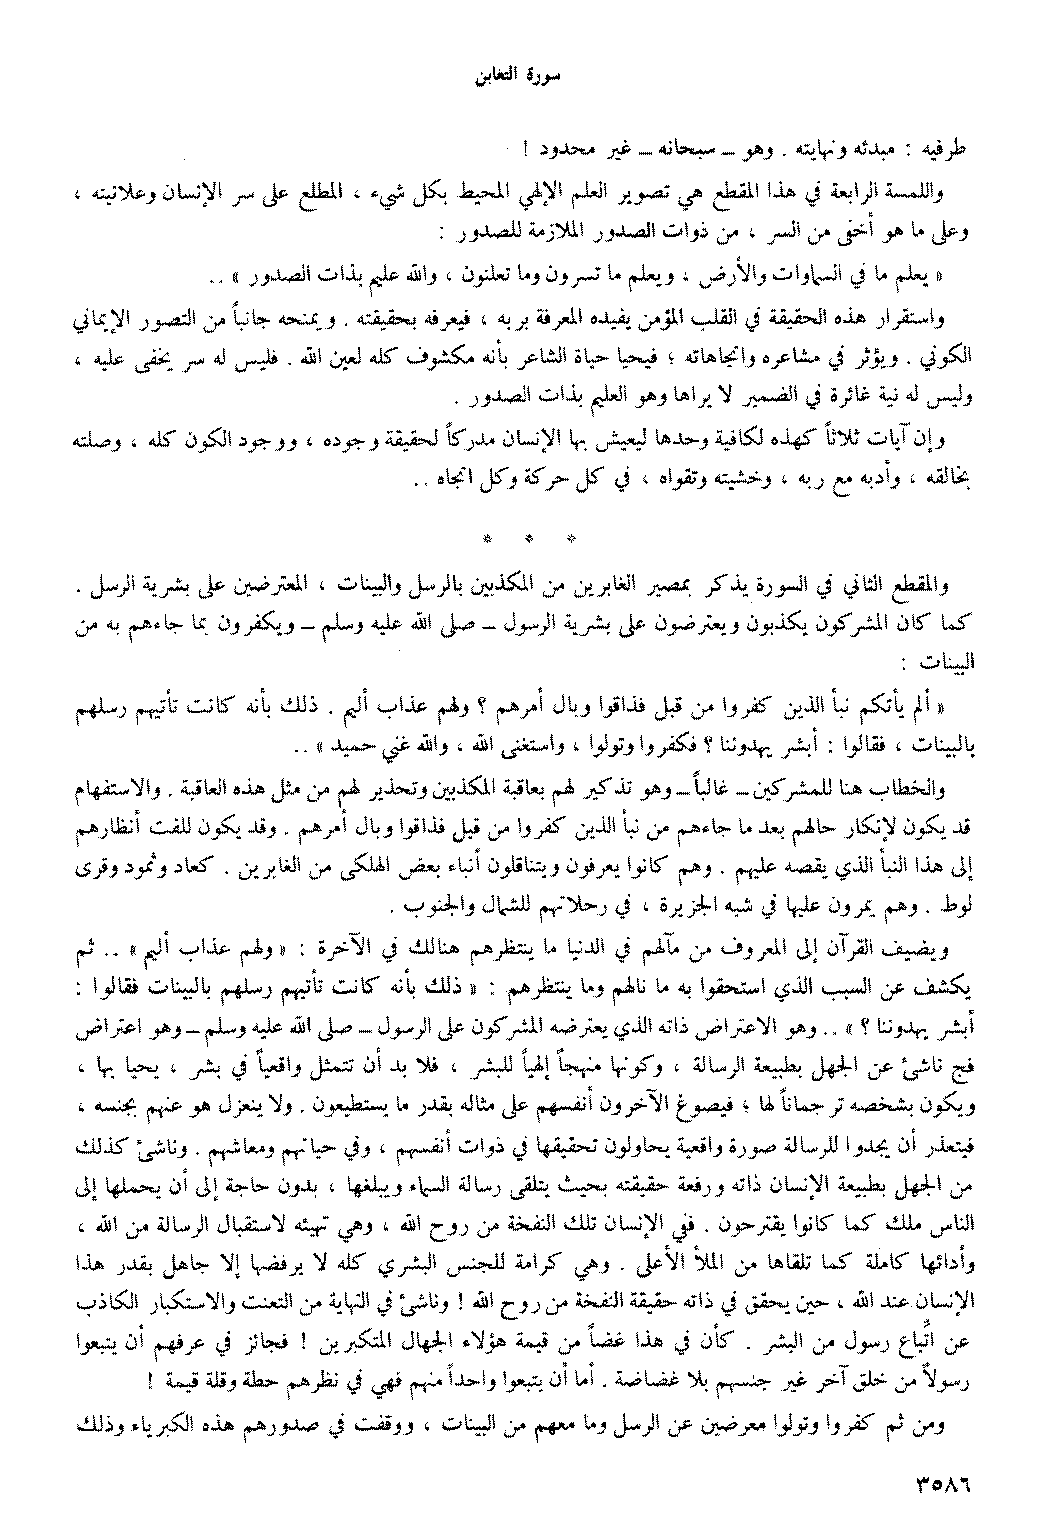 سورة التغابن
طرفيه : مبدئه ونهايته . وهو – سبحانه – غير محدود !
واللمسة الرابعة في هذا المقطع هي تصوير العلم الإلهي المحيط بكل شيء ، المطلع على سر الإنسان وعلانيته ،
وعلى ما هو أخفى من السر ، من ذوات الصدور الملازمة للصدور :
« يعلم ما في السماوات والأرض ، ويعلم ما تسرون وما تعلنون ، والله عليم بذات الصدور » ..
واستقرار هذه الحقيقة في القلب المؤمن يفيده المعرفة بربه ، فيعرفه بحقيقته . ويمنحه جانباً من التصور الإيماني
الكوني . ويؤثر في مشاعره واتجاهاته ؛ فيحيا حياة الشاعر بأنه مكشوف كله لعين الله . فليس له سر يخفى عليه ،
وليس له نية غائرة في الضمير لا يراها وهو العليم بذات الصدور .
وإن آيات ثلاثاً كهذه لكافية وحدها ليعيش بها الإنسان مدركاً لحقيقة وجوده ، ووجود الكون كله ، وصلته
بخالقه ، وأدبه مع ربه ، وخشيته وتقواه ، في كل حركة وكل اتجاه ..
* * *
والمقطع الثاني في السورة يذكر بمصير الغابرين من المكذبين بالرسل والبينات ، المعترضين على بشرية الرسل .
كما كان المشركون يكذبون ويعترضون على بشرية الرسول – صلى الله عليه وسلم – ويكفرون بما جاءهم به من
البينات :
« ألم يأتكم نبأ الذين كفروا من قبل فذاقوا وبال أمرهم ؟ ولهم عذاب أليم . ذلك بأنه كانت تأتيهم رسلهم
بالبينات ، فقالوا : أبشر يهدوننا ؟ فكفروا وتولوا ، واستغنى الله ، والله غني حميد » ..
والخطاب هنا للمشركين – غالباً – وهو تذكير لهم بعاقبة المكذبين وتحذير لهم من مثل هذه العاقبة . والاستفهام
قد يكون لإنكار حالهم بعد ما جاءهم من نبأ الذين كفروا من قبل فذاقوا وبال أمرهم . وقد يكون للفت أنظارهم
إلى هذا النبأ الذي يقصه عليهم . وهم كانوا يعرفون ويتناقلون أنباء بعض الهلكى من الغابرين . كعاد وثمود وقرى
لوط . وهم يمرون عليها في شبه الجزيرة ، في رحلاتهم للشمال والجنوب .
ويضيف القرآن إلى المعروف من مآلهم في الدنيا ما ينتظرهم هنالك في الآخرة : « ولهم عذاب أليم » .. ثم
يكشف عن السبب الذي استحقوا به ما نالهم وما ينتظرهم : « ذلك بأنه كانت تأتيهم رسلهم بالبينات فقالوا :
أبشر يهدوننا ؟ » .. وهو الاعتراض ذاته الذي يعترضه المشركون على الرسول – صلى الله عليه وسلم – وهو اعتراض
فج ناشئ عن الجهل بطبيعة الرسالة ، وكونها منهجاً إلهياً للبشر ، فلا بد أن تتمثل واقعياً في بشر ، يحيا بها ،
ويكون بشخصه ترجماناً لها ؛ فيصوغ الآخرون أنفسهم على مثاله بقدر ما يستطيعون . ولا ينعزل هو عنهم بجنسه ،
فيتعذر أن يجدوا للرسالة صورة واقعية يحاولون تحقيقها في ذوات أنفسهم ، وفي حياتهم ومعاشهم . وناشئ كذلك
من الجهل بطبيعة الإنسان ذاته ورفعة حقيقته بحيث يتلقى رسالة السماء ويبلغها ، بدون حاجة إلى أن يحملها إلى
الناس ملك كما كانوا يقترحون . ففي الإنسان تلك النفخة من روح الله ، وهي تهيئه لاستقبال الرسالة من الله ،
وأدائها كاملة كما تلقاها من الملأ الأعلى . وهي كرامة للجنس البشري كله لا يرفضها إلا جاهل بقدر هذا
الإنسان عند الله ، حين يحقق في ذاته حقيقة النفخة من روح الله ! وناشئ في النهاية من التعنت والاستكبار الكاذب
عن اتِّباع رسول من البشر . كأن في هذا غضاً من قيمة هؤلاء الجهال المتكبرين ! فجائز في عرفهم أن يتبعوا
رسولاً من خلق آخر غير جنسهم بلا غضاضة . أما أن يتبعوا واحداً منهم فهي في نظرهم حطة وقلة قيمة !
ومن ثم كفروا وتولوا معرضين عن الرسل وما معهم من البينات ، ووقفت في صدورهم هذه الكبرياء وذلك
٣٥٨٦